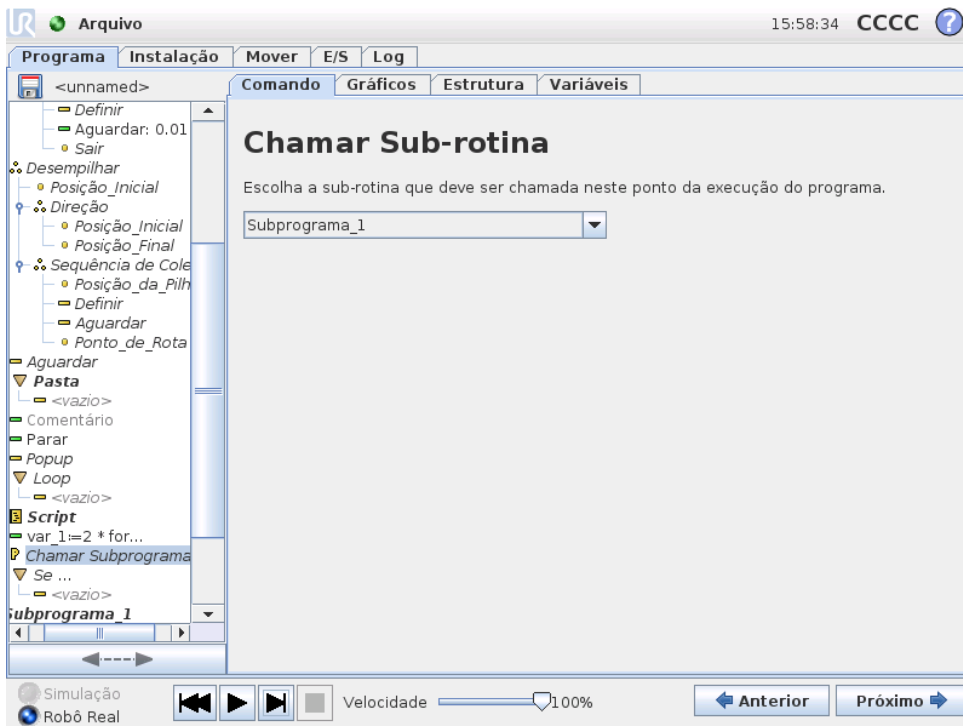 UR Arquivo 15:58:34 CCCC ?
Programa Instalação Mover E/S Log
<unnamed> Comando Gráficos Estrutura Variáveis
Definir
Aguardar: 0.01
Sair
Desempilhar
Posição_Inicial
Direção
Posição_Inicial
Posição_Final
Sequência de Cole
Posição_da_Pilh
Definir
Aguardar
Ponto_de_Rota
Aguardar
Pasta
<vazio>
Comentário
Parar
Popup
Loop
<vazio>
Script
var_1:=2 * for...
Chamar Subprograma
Se ...
<vazio>
Subprograma_1
Chamar Sub-rotina
Escolha a sub-rotina que deve ser chamada neste ponto da execução do programa.
Subprograma_1
Simulação
Robô Real
Velocidade 100%
Anterior Próximo